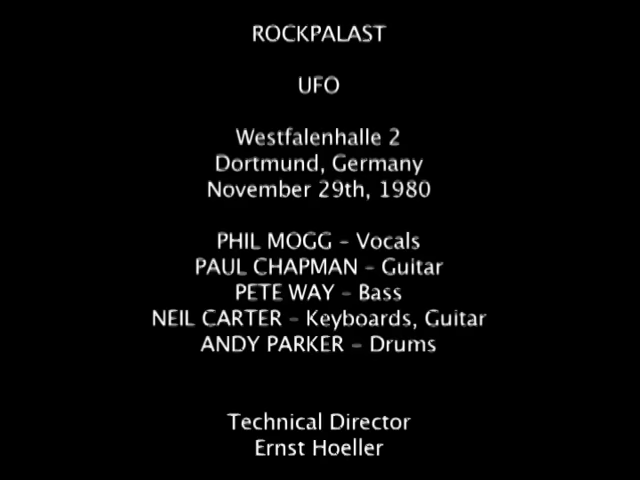 ROCKPALAST
UFO
Westfalenhalle 2
Dortmund, Germany
November 29th, 1980
PHIL MOGG – Vocals
PAUL CHAPMAN – Guitar
PETE WAY – Bass
NEIL CARTER – Keyboards, Guitar
ANDY PARKER – Drums
Technical Director
Ernst Hoeller